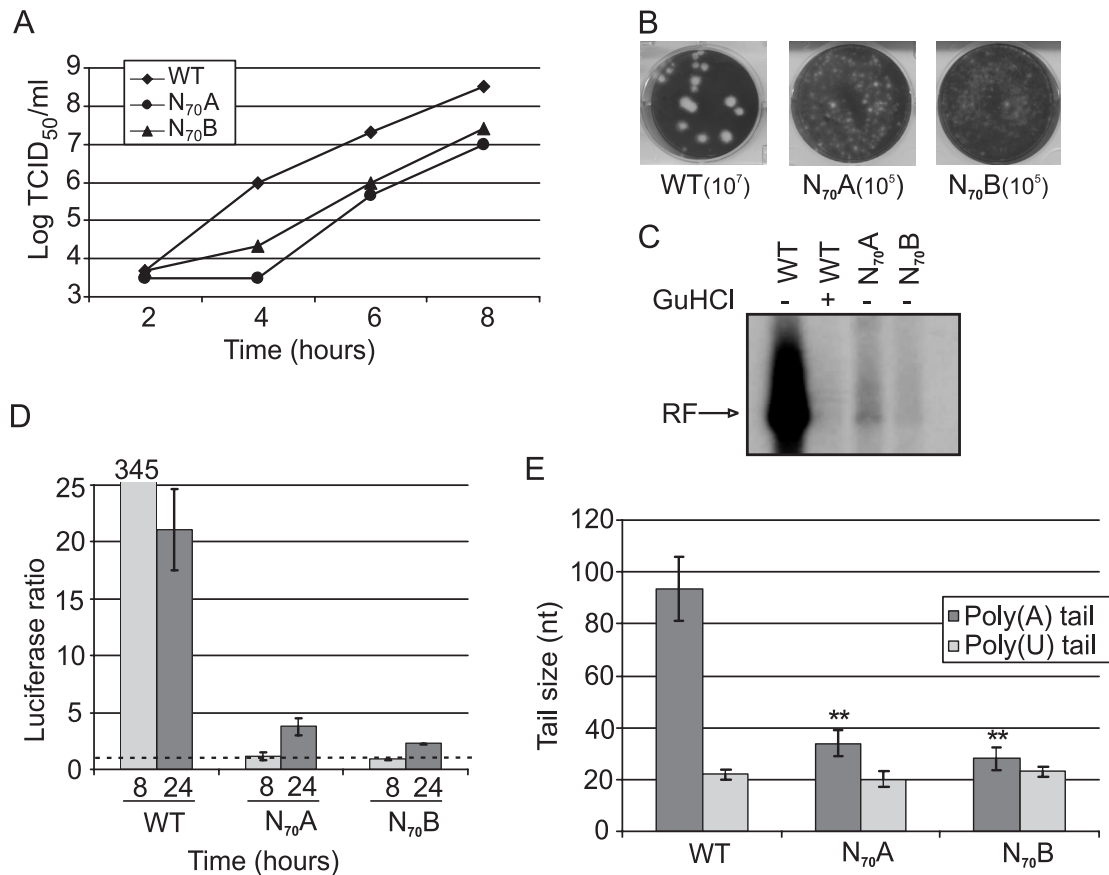 A
Log TCID₅₀/ml
9
8
7
6
5
4
3
WT
N₇₀A
N₇₀B
2 4 6 8
Time (hours)
B
WT(10⁷) N₇₀A(10⁵) N₇₀B(10⁵)
C
WT WT N₇₀A N₇₀B
GuHCl - + - -
RF
D
Luciferase ratio
345
25
20
15
10
5
0
8 24 8 24 8 24
WT N₇₀A N₇₀B
Time (hours)
E
Tail size (nt)
120
100
80
60
40
20
0
Poly(A) tail
Poly(U) tail
** **
WT N₇₀A N₇₀B